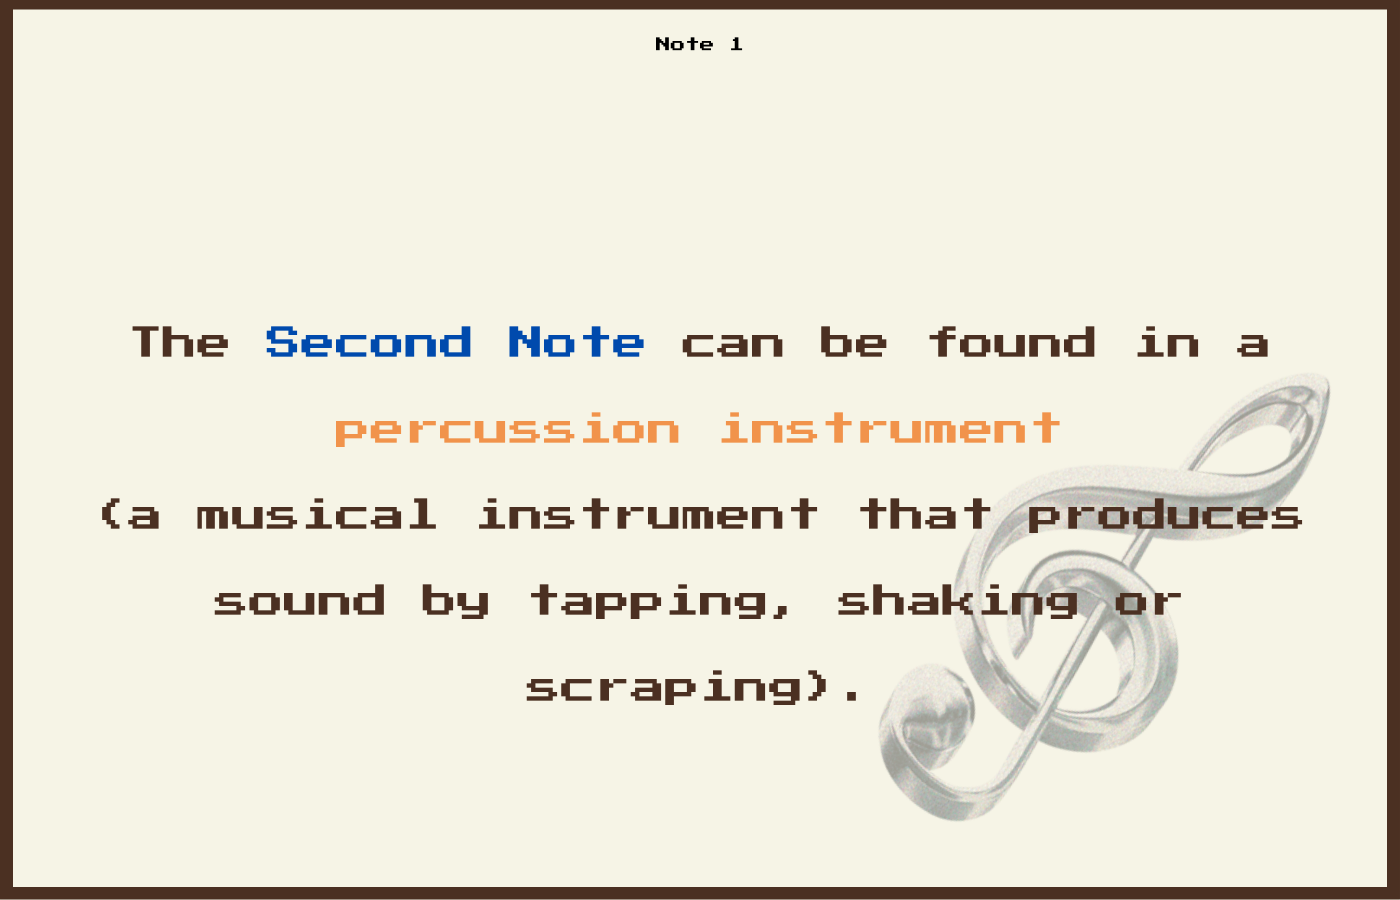 Note 1
The Second Note can be found in a
percussion instrument
(a musical instrument that produces
sound by tapping, shaking or
scraping).